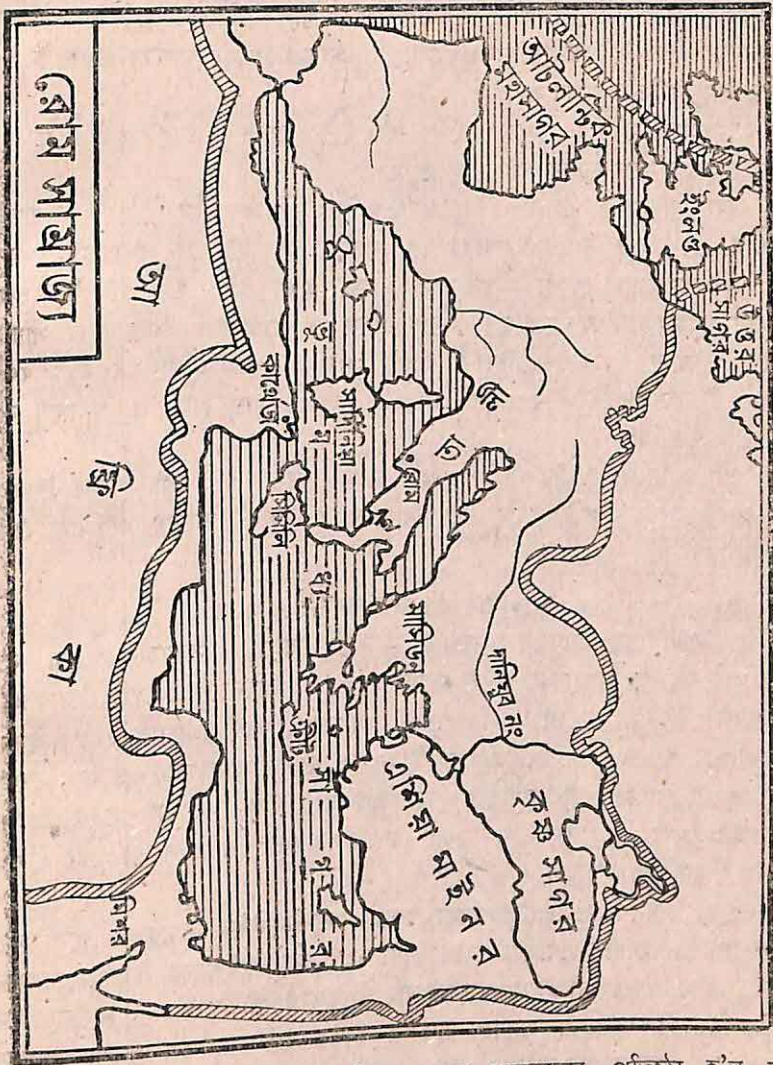 রোম সাম্রাজ্য
আটলান্টিক
মহাসাগর
ইংলণ্ড
উত্তর
সাগর
রোম
মাসিডন
দানিয়ুব নঃ
কৃষ্ণ সাগর
এশিয়া মাইনর
ভূ ম ধ্য সা গ র
সার্দিনিয়া
সিসিলি
ক্রীট
কার্থেজ
মিশর
আ ফ্রি কা